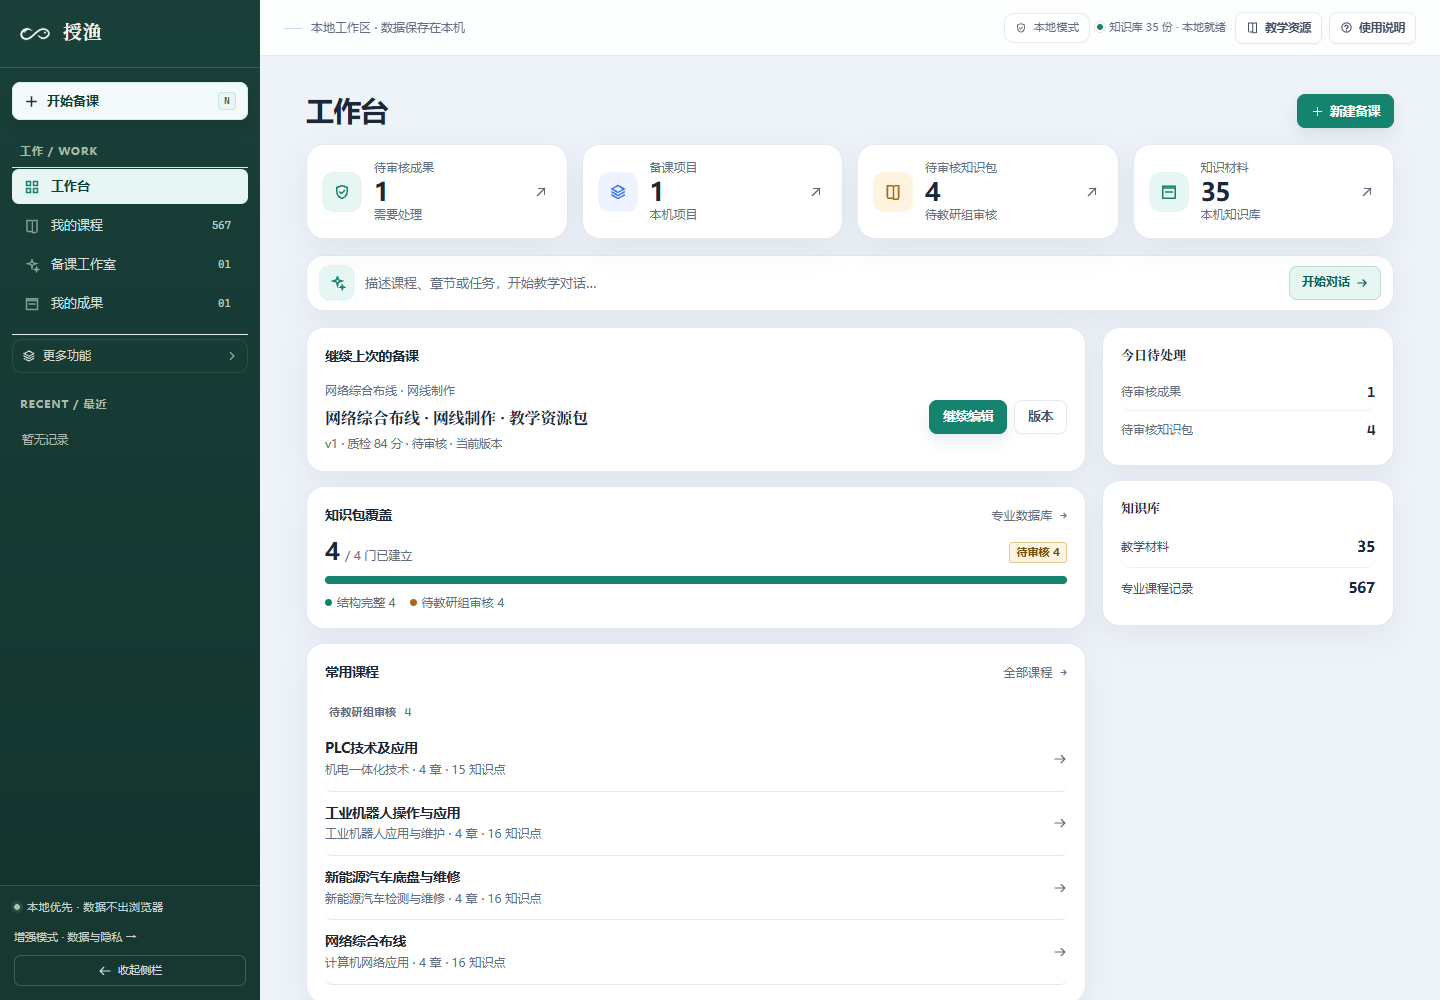 授渔
开始备课 N
工作 / WORK
工作台
我的课程 567
备课工作室 01
我的成果 01
更多功能
RECENT / 最近
暂无记录
本地优先 · 数据不出浏览器
增强模式 · 数据与隐私 →
← 收起侧栏
本地工作区 · 数据保存在本机
本地模式
知识库 35 份 · 本地就绪
教学资源
使用说明
工作台
+ 新建备课
待审核成果
1
需要处理
备课项目
1
本机项目
待审核知识包
4
待教研组审核
知识材料
35
本机知识库
描述课程、章节或任务，开始教学对话...
开始对话 →
继续上次的备课
网络综合布线 · 网线制作
网络综合布线 · 网线制作 · 教学资源包
v1 · 质检 84 分 · 待审核 · 当前版本
继续编辑
版本
今日待处理
待审核成果 1
待审核知识包 4
知识包覆盖
专业数据库 →
4 / 4 门已建立
待审核 4
结构完整 4
待教研组审核 4
知识库
教学材料 35
专业课程记录 567
常用课程
全部课程 →
待教研组审核 4
PLC技术及应用
机电一体化技术 · 4 章 · 15 知识点
工业机器人操作与应用
工业机器人应用与维护 · 4 章 · 16 知识点
新能源汽车底盘与维修
新能源汽车检测与维修 · 4 章 · 16 知识点
网络综合布线
计算机网络应用 · 4 章 · 16 知识点